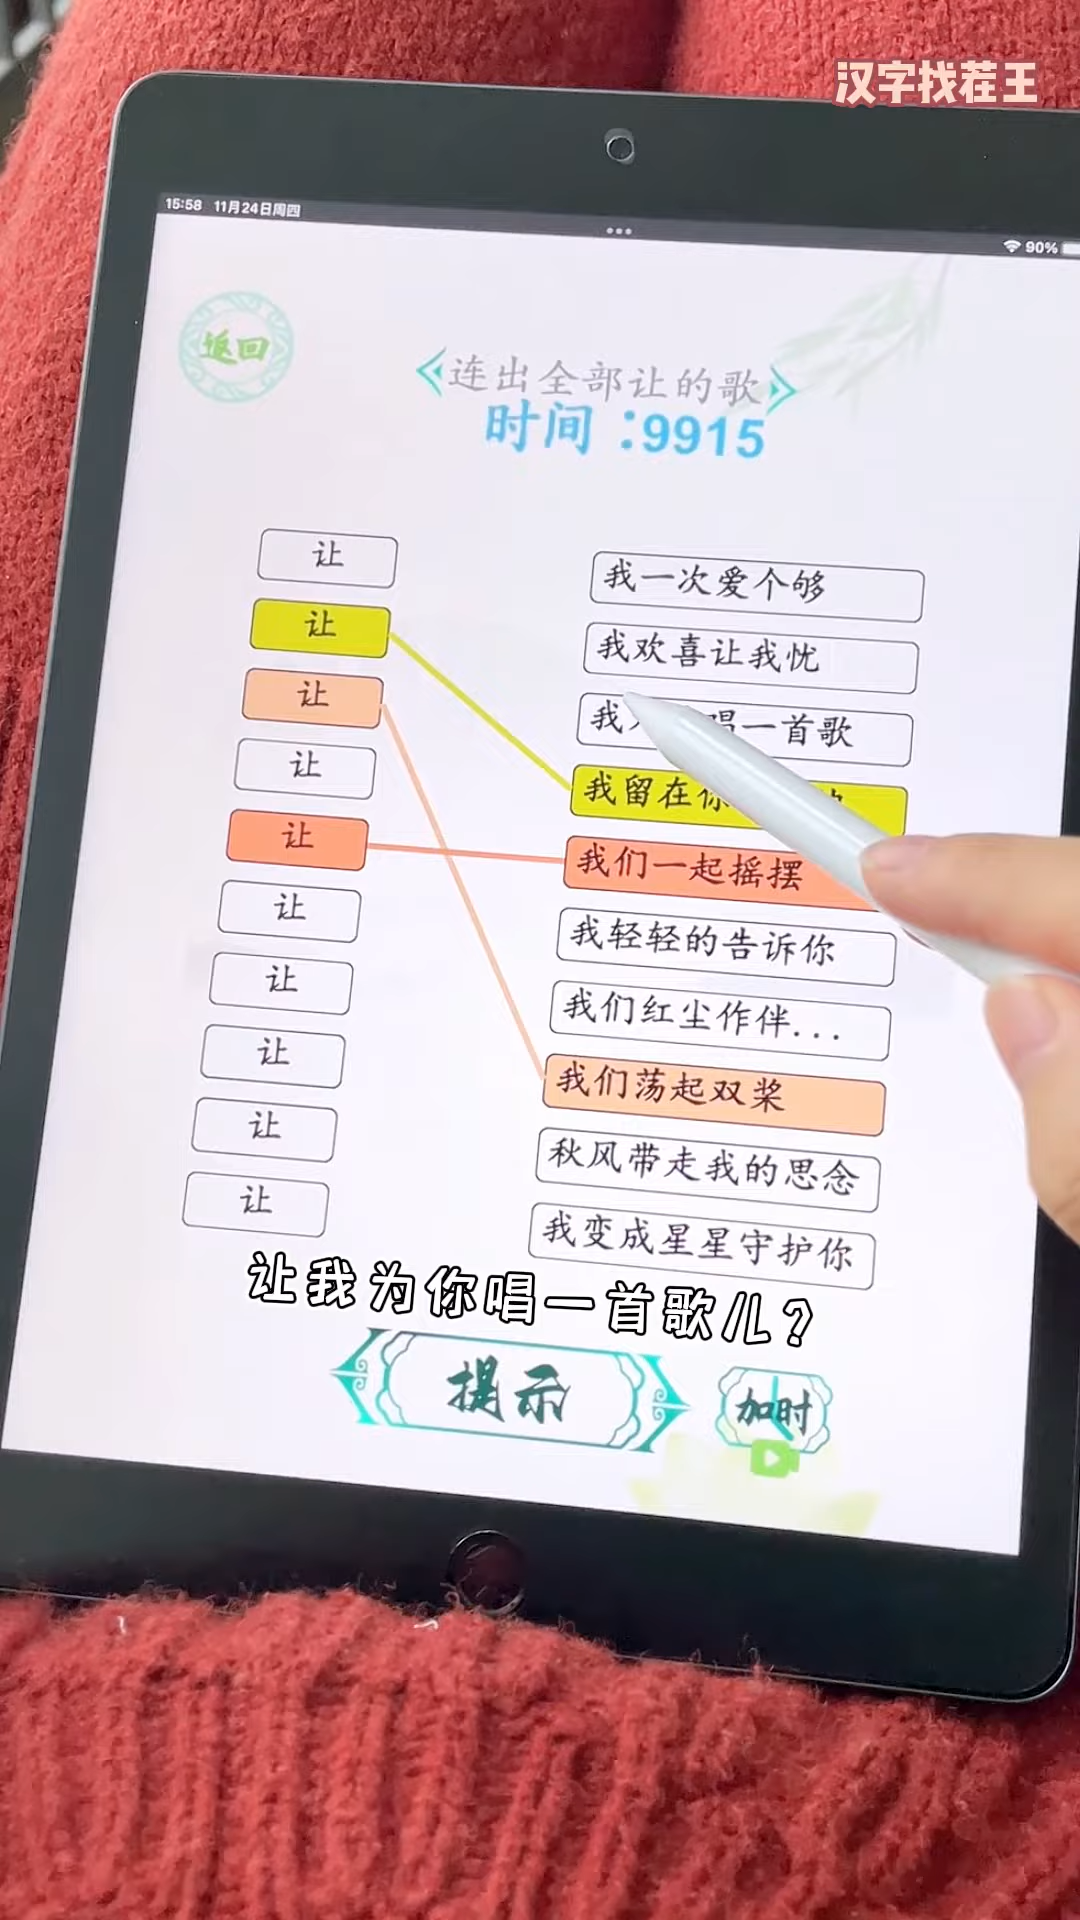 汉字找茬王
15:58 11月24日周四
90%
返回
连出全部让的歌
时间：9915
让
我一次爱个够
让
我欢喜让我忧
让
我 唱一首歌
让
我留在你
让
我们一起摇摆
让
我轻轻的告诉你
让
我们红尘作伴...
让
我们荡起双桨
让
秋风带走我的思念
让
我变成星星守护你
让我为你唱一首歌儿？
提示
加时